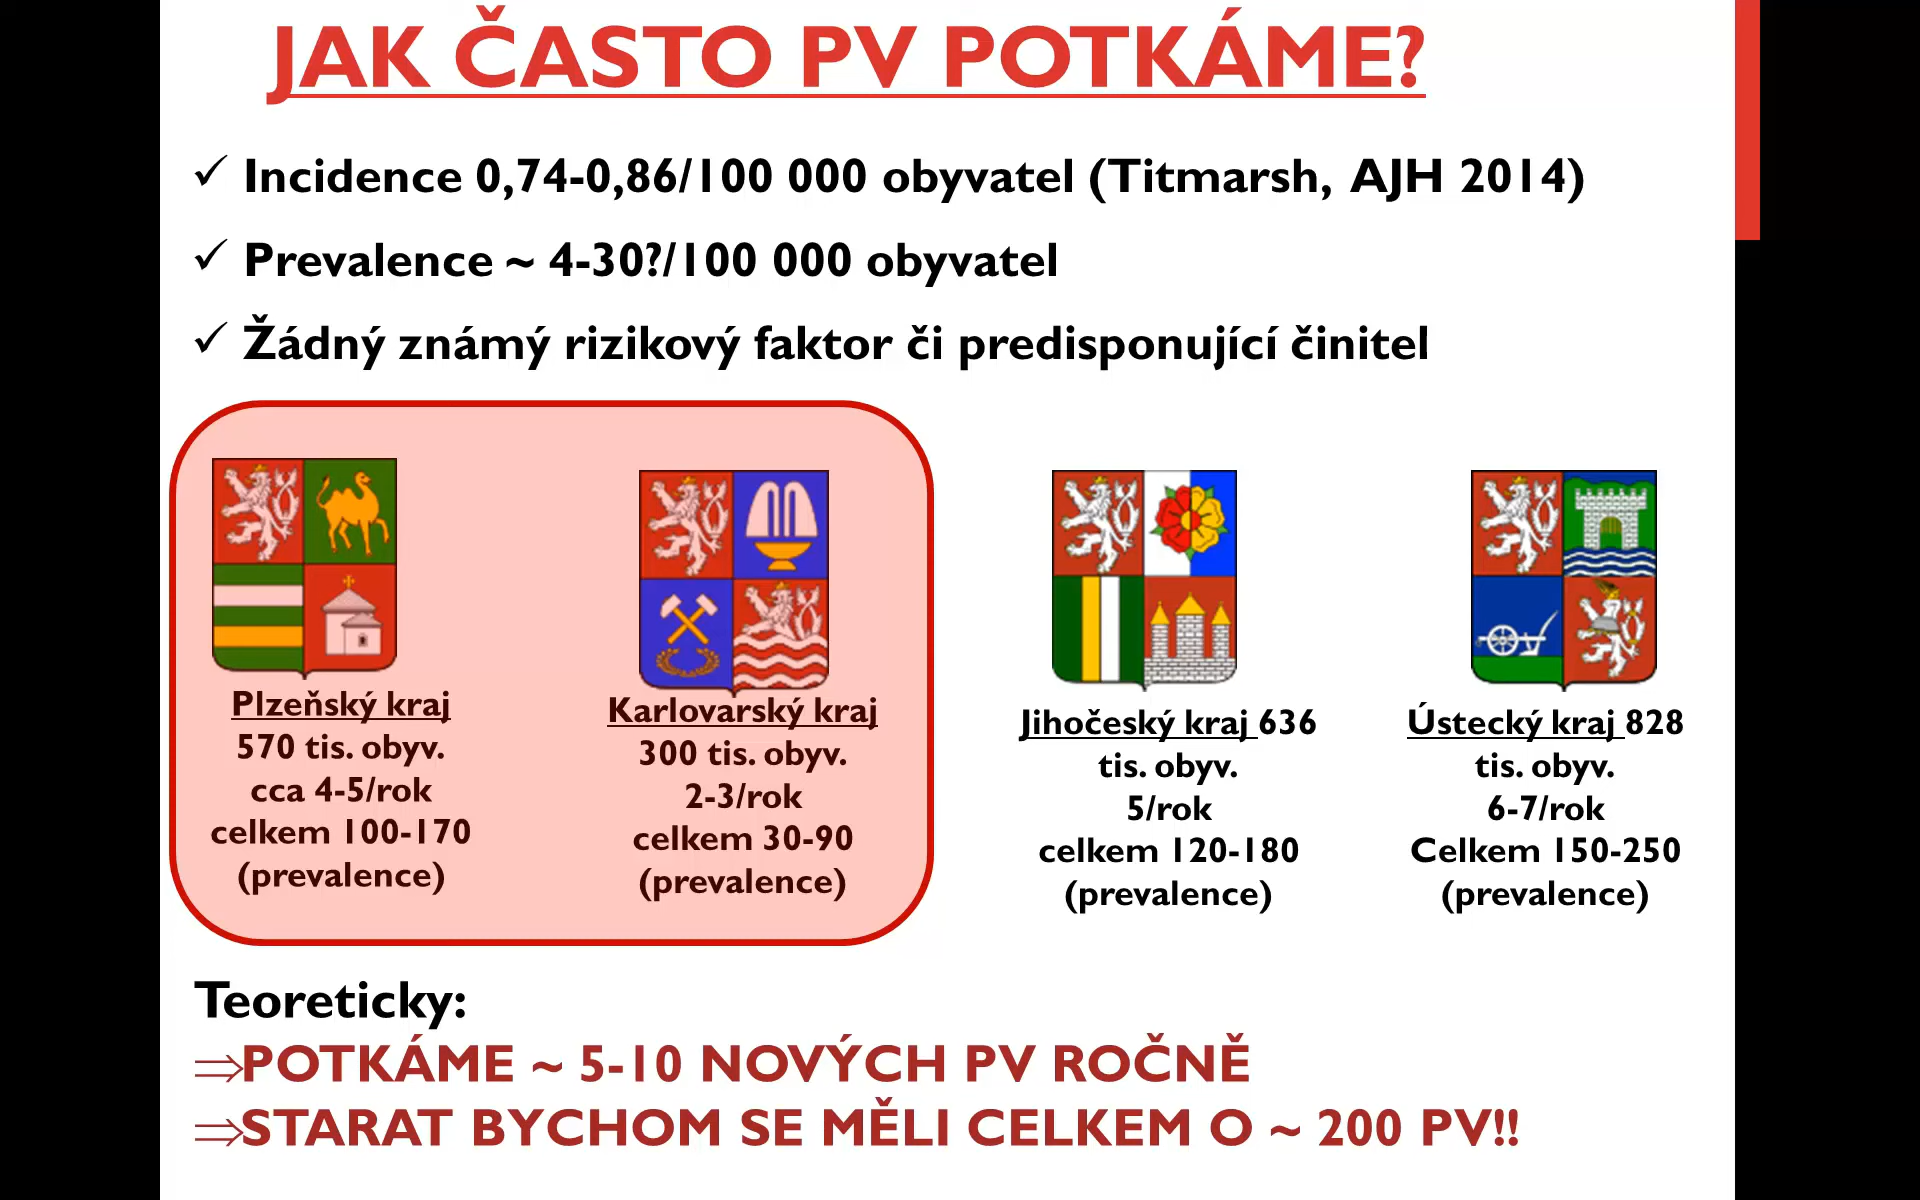 JAK ČASTO PV POTKÁME?
✓ Incidence 0,74-0,86/100 000 obyvatel (Titmarsh, AJH 2014)
✓ Prevalence ~ 4-30?/100 000 obyvatel
✓ Žádný známý rizikový faktor či predisponující činitel
Plzeňský kraj
570 tis. obyv.
cca 4-5/rok
celkem 100-170
(prevalence)
Karlovarský kraj
300 tis. obyv.
2-3/rok
celkem 30-90
(prevalence)
Jihočeský kraj 636
tis. obyv.
5/rok
celkem 120-180
(prevalence)
Ústecký kraj 828
tis. obyv.
6-7/rok
Celkem 150-250
(prevalence)
Teoreticky:
⇒POTKÁME ~ 5-10 NOVÝCH PV ROČNĚ
⇒STARAT BYCHOM SE MĚLI CELKEM O ~ 200 PV!!